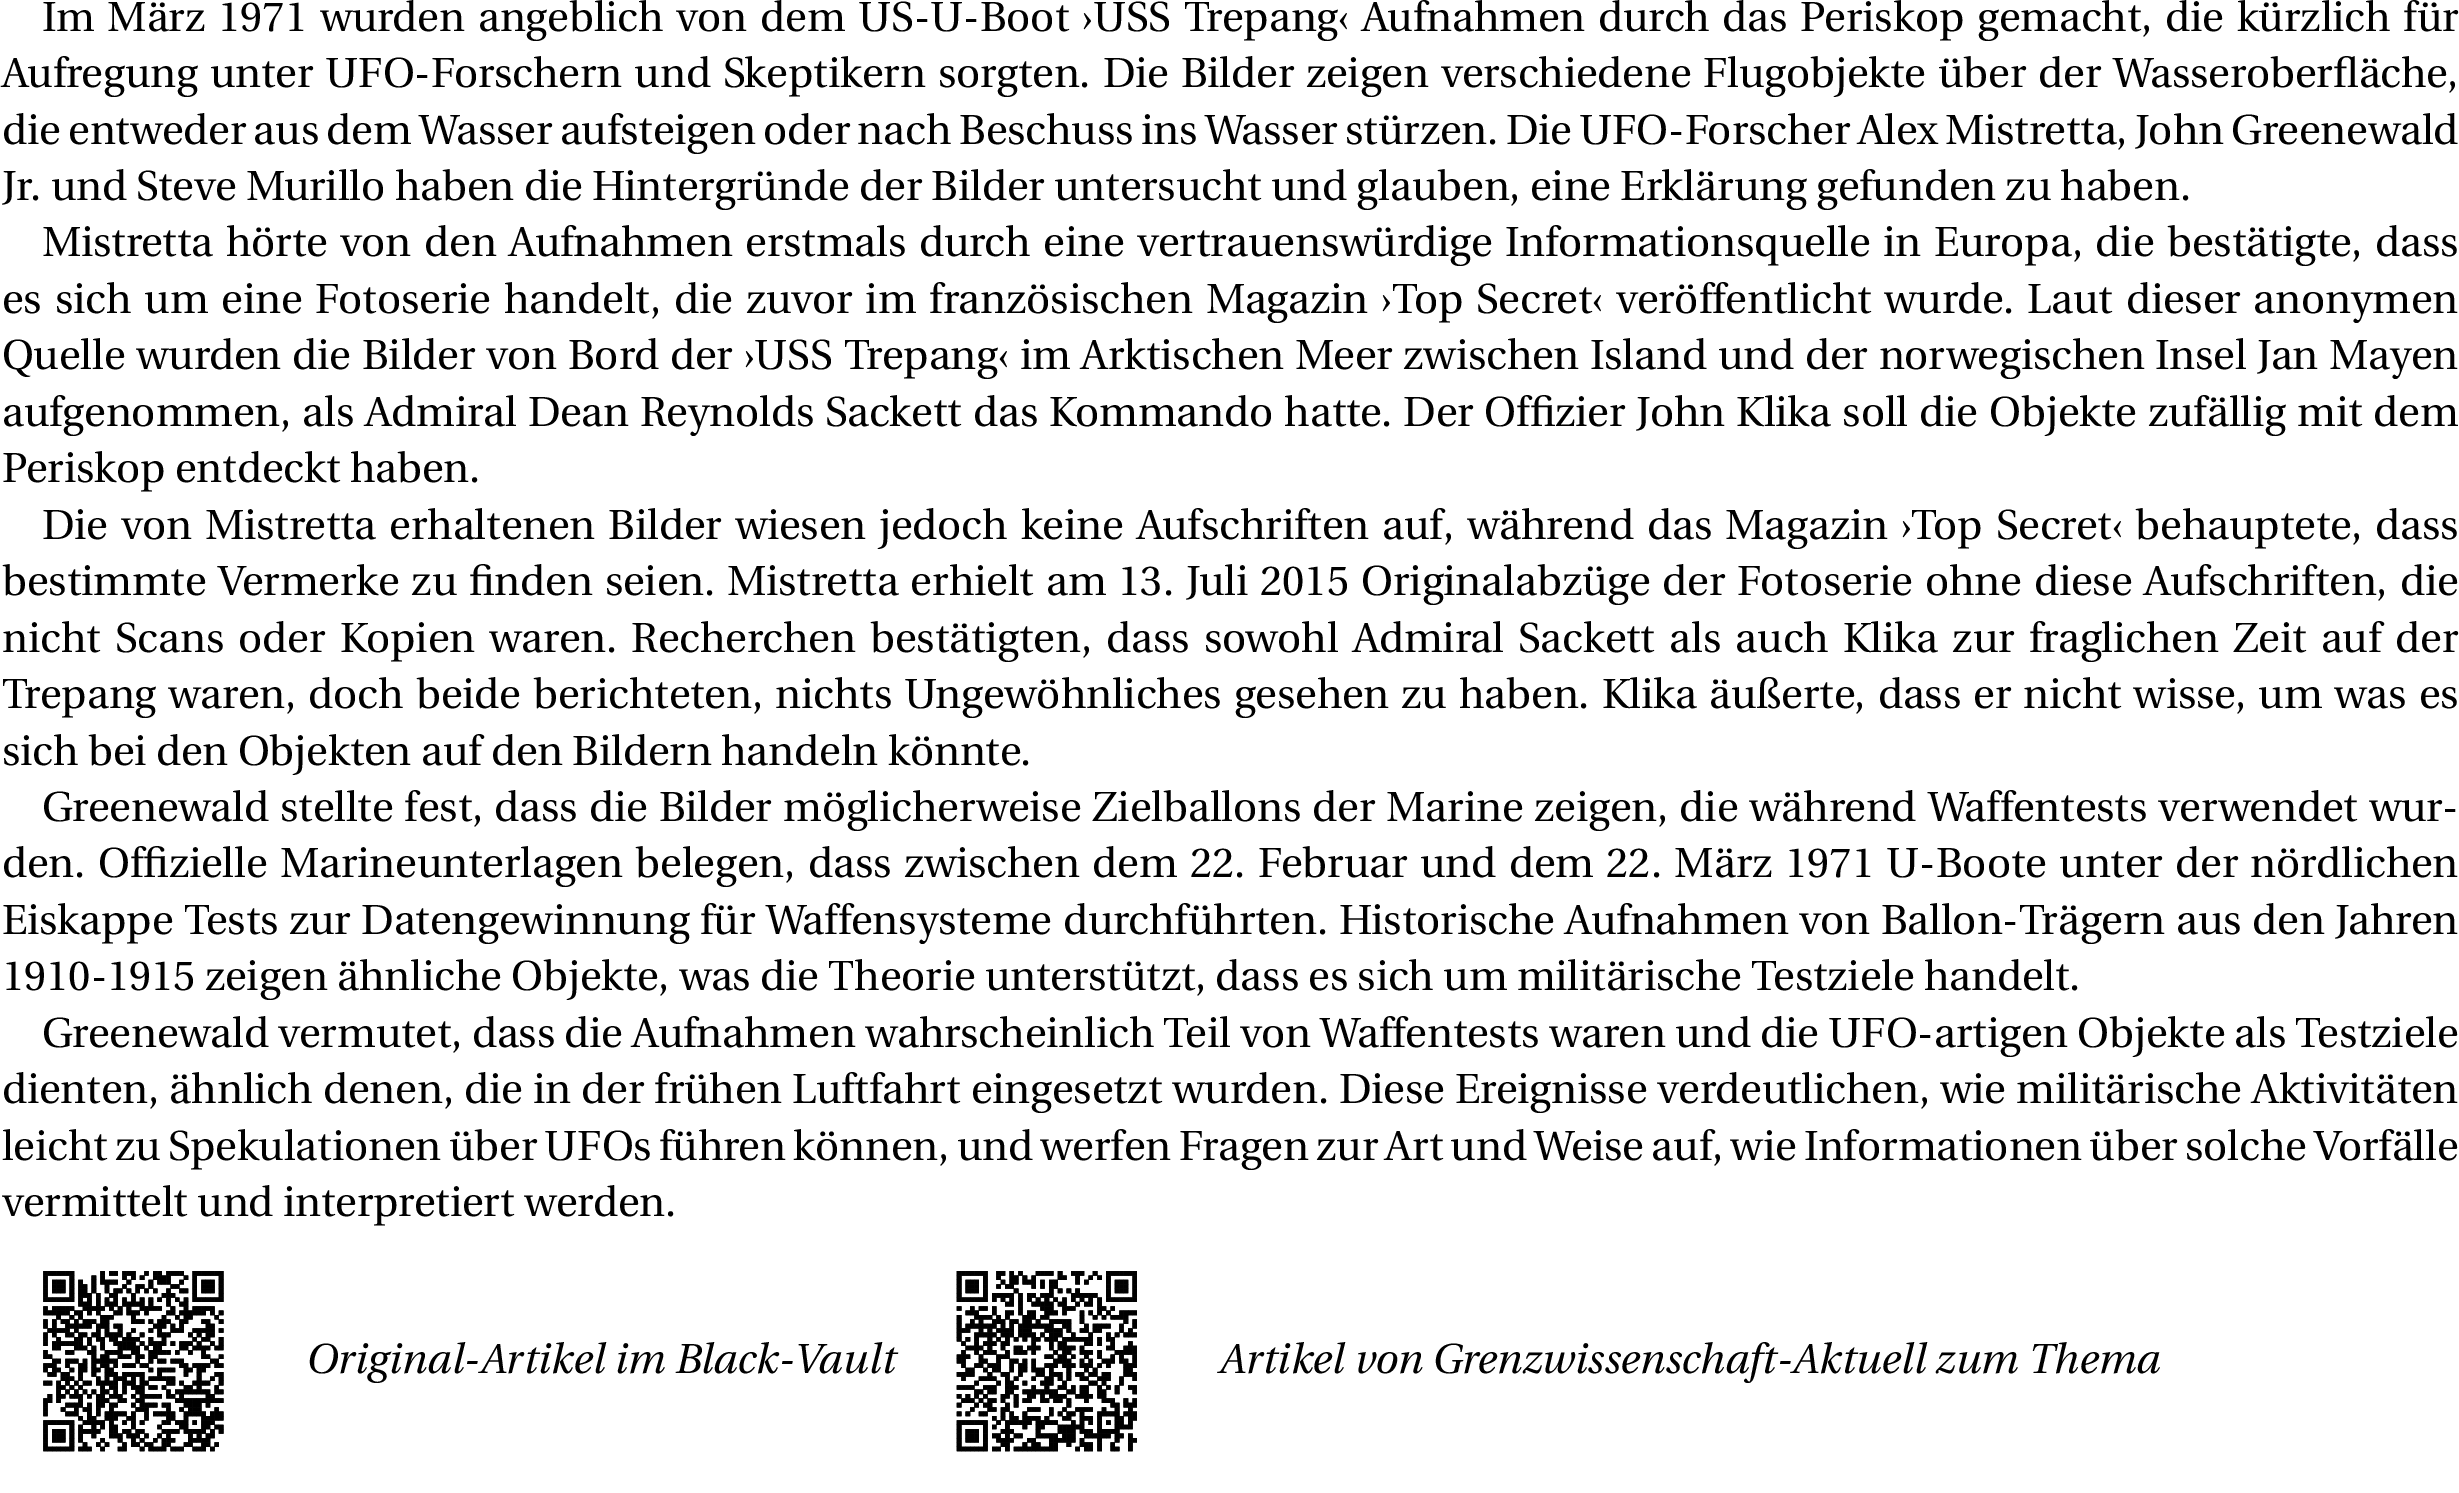 Im März 1971 wurden angeblich von dem US-U-Boot ›USS Trepang‹ Aufnahmen durch das Periskop gemacht, die kürzlich für
Aufregung unter UFO-Forschern und Skeptikern sorgten. Die Bilder zeigen verschiedene Flugobjekte über der Wasseroberfläche,
die entweder aus dem Wasser aufsteigen oder nach Beschuss ins Wasser stürzen. Die UFO-Forscher Alex Mistretta, John Greenewald
Jr. und Steve Murillo haben die Hintergründe der Bilder untersucht und glauben, eine Erklärung gefunden zu haben.
Mistretta hörte von den Aufnahmen erstmals durch eine vertrauenswürdige Informationsquelle in Europa, die bestätigte, dass
es sich um eine Fotoserie handelt, die zuvor im französischen Magazin ›Top Secret‹ veröffentlicht wurde. Laut dieser anonymen
Quelle wurden die Bilder von Bord der ›USS Trepang‹ im Arktischen Meer zwischen Island und der norwegischen Insel Jan Mayen
aufgenommen, als Admiral Dean Reynolds Sackett das Kommando hatte. Der Offizier John Klika soll die Objekte zufällig mit dem
Periskop entdeckt haben.
Die von Mistretta erhaltenen Bilder wiesen jedoch keine Aufschriften auf, während das Magazin ›Top Secret‹ behauptete, dass
bestimmte Vermerke zu finden seien. Mistretta erhielt am 13. Juli 2015 Originalabzüge der Fotoserie ohne diese Aufschriften, die
nicht Scans oder Kopien waren. Recherchen bestätigten, dass sowohl Admiral Sackett als auch Klika zur fraglichen Zeit auf der
Trepang waren, doch beide berichteten, nichts Ungewöhnliches gesehen zu haben. Klika äußerte, dass er nicht wisse, um was es
sich bei den Objekten auf den Bildern handeln könnte.
Greenewald stellte fest, dass die Bilder möglicherweise Zielballons der Marine zeigen, die während Waffentests verwendet wur-
den. Offizielle Marineunterlagen belegen, dass zwischen dem 22. Februar und dem 22. März 1971 U-Boote unter der nördlichen
Eiskappe Tests zur Datengewinnung für Waffensysteme durchführten. Historische Aufnahmen von Ballon-Trägern aus den Jahren
1910-1915 zeigen ähnliche Objekte, was die Theorie unterstützt, dass es sich um militärische Testziele handelt.
Greenewald vermutet, dass die Aufnahmen wahrscheinlich Teil von Waffentests waren und die UFO-artigen Objekte als Testziele
dienten, ähnlich denen, die in der frühen Luftfahrt eingesetzt wurden. Diese Ereignisse verdeutlichen, wie militärische Aktivitäten
leicht zu Spekulationen über UFOs führen können, und werfen Fragen zur Art und Weise auf, wie Informationen über solche Vorfälle
vermittelt und interpretiert werden.
Original-Artikel im Black-Vault
Artikel von Grenzwissenschaft-Aktuell zum Thema